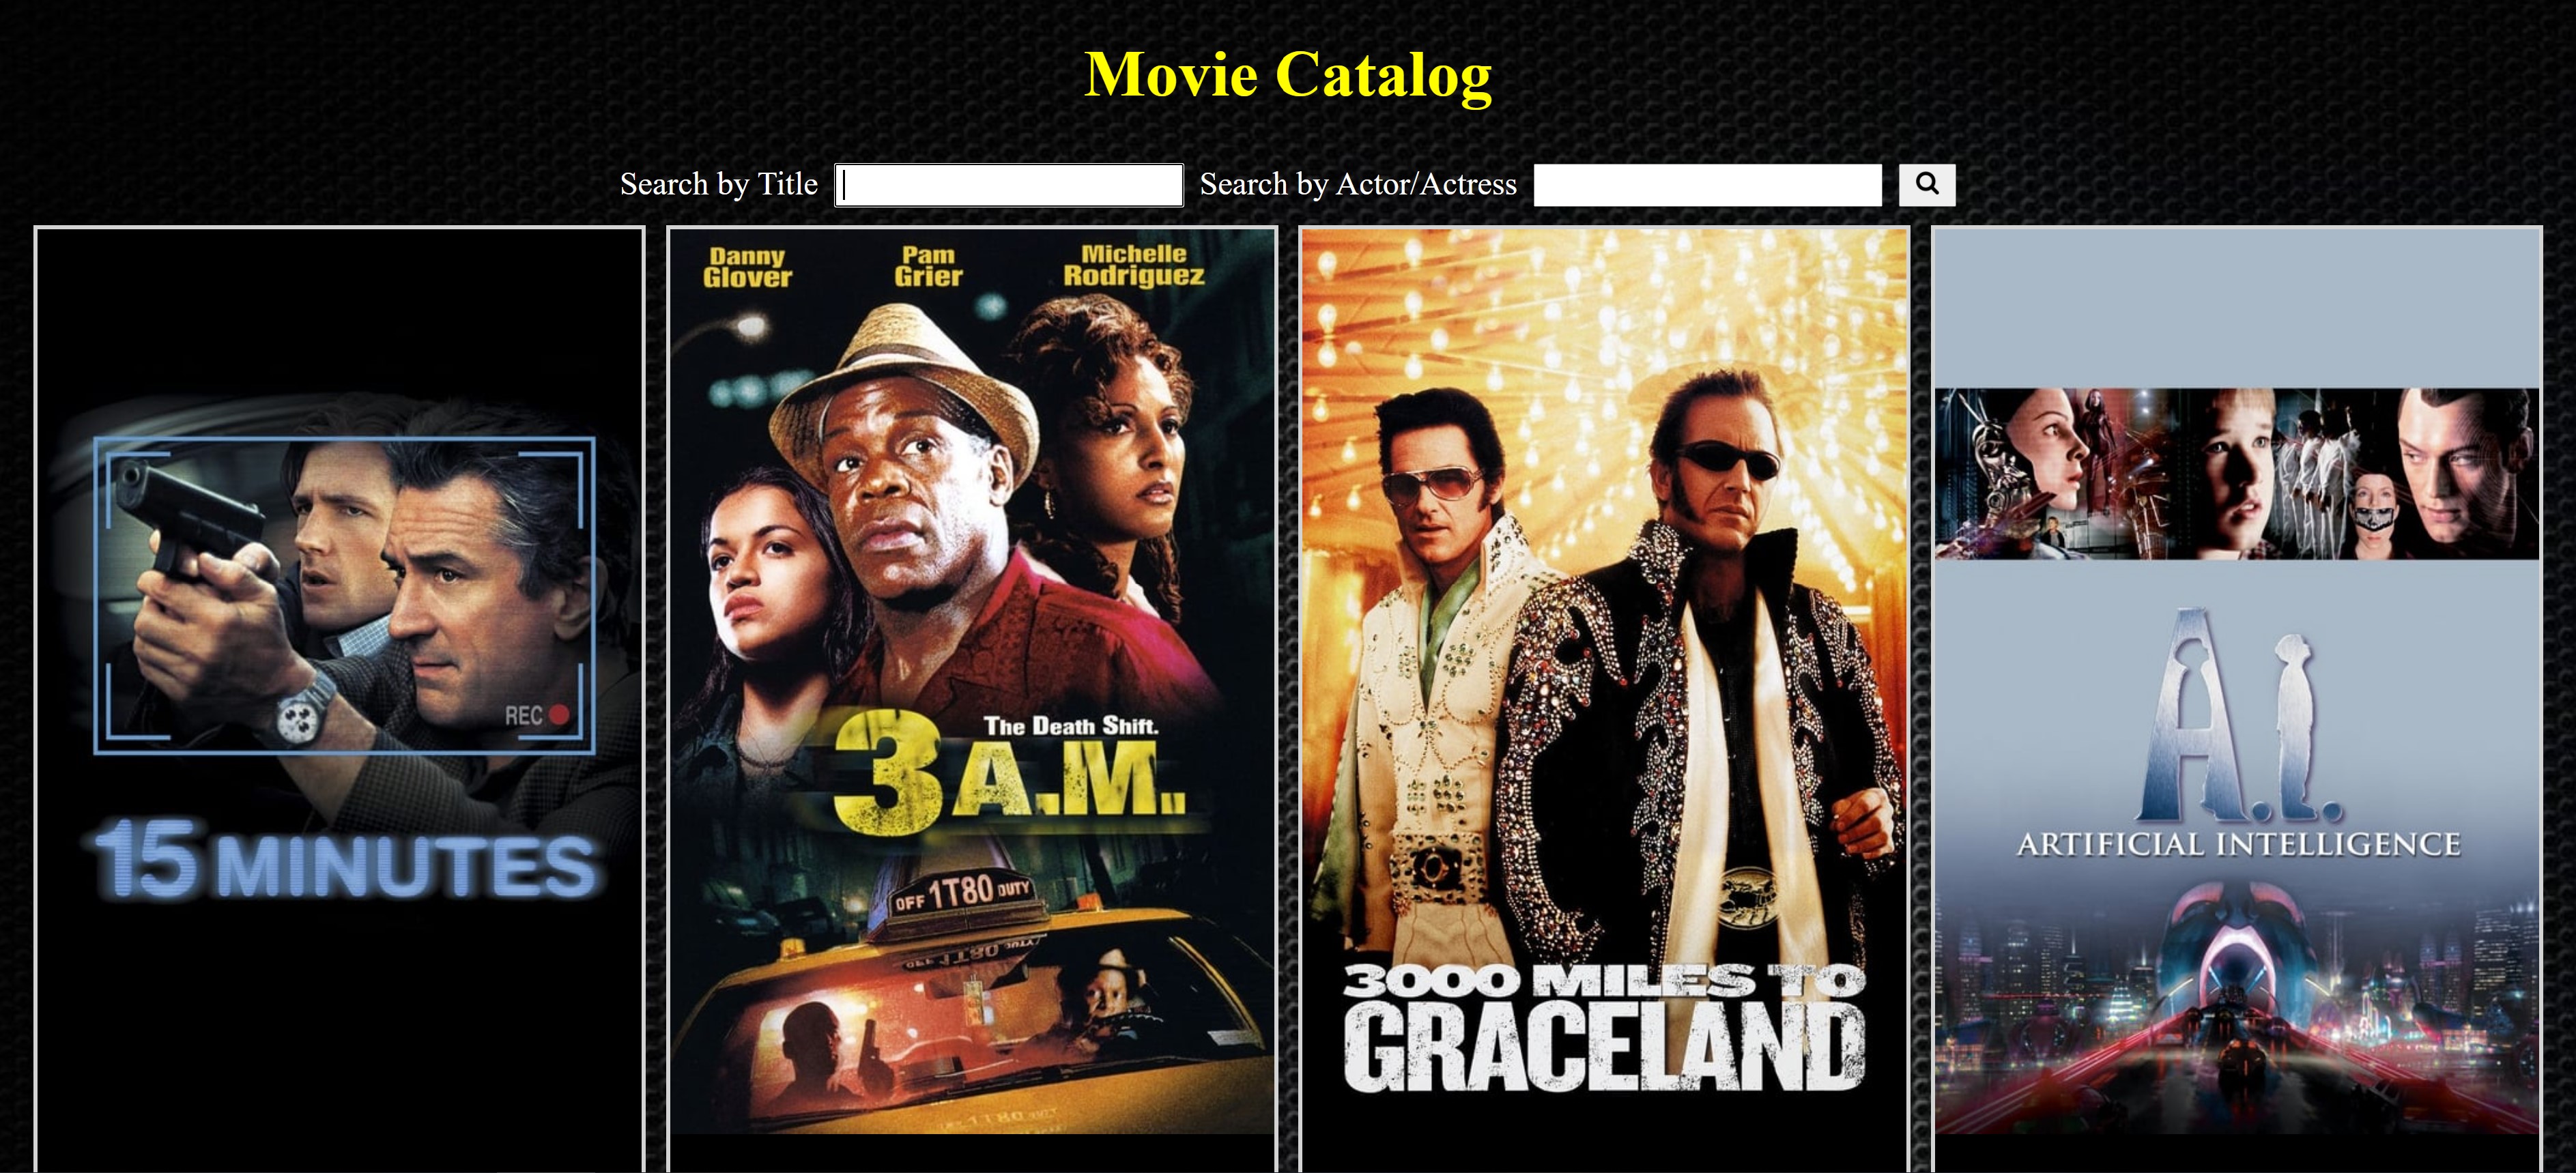 Movie Catalog
Search by Title
Search by Actor/Actress
REC
15 MINUTES
Danny Glover
Pam Grier
Michelle Rodriguez
The Death Shift.
3 A.M.
OFF 1T80 DUTY
3000 MILES TO
GRACELAND
A.I.
ARTIFICIAL INTELLIGENCE